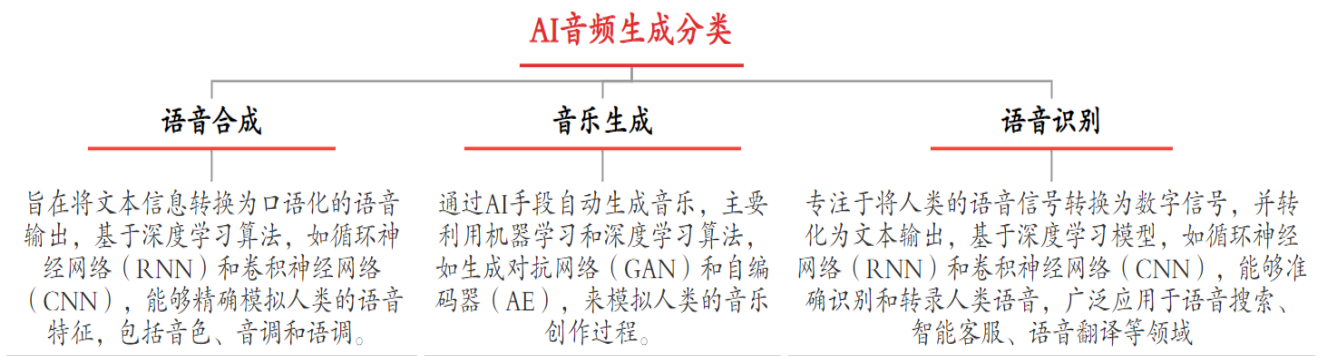 AI音频生成分类
语音合成
旨在将文本信息转换为口语化的语音
输出，基于深度学习算法，如循环神
经网络（RNN）和卷积神经网络
（CNN），能够精确模拟人类的语音
特征，包括音色、音调和语调。
音乐生成
通过AI手段自动生成音乐，主要
利用机器学习和深度学习算法，
如生成对抗网络（GAN）和自编
码器（AE），来模拟人类的音乐
创作过程。
语音识别
专注于将人类的语音信号转换为数字信号，并转
化为文本输出，基于深度学习模型，如循环神经
网络（RNN）和卷积神经网络（CNN），能够准
确识别和转录人类语音，广泛应用于语音搜索、
智能客服、语音翻译等领域